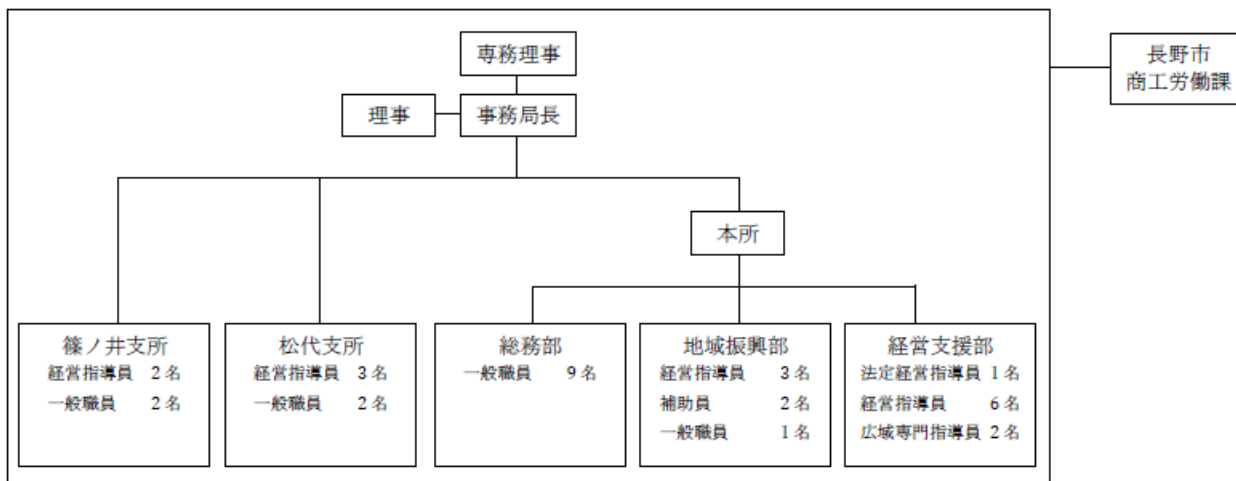 専務理事
理事
事務局長
長野市
商工労働課
本所
篠ノ井支所
経営指導員 2名
一般職員 2名
松代支所
経営指導員 3名
一般職員 2名
総務部
一般職員 9名
地域振興部
経営指導員 3名
補助員 2名
一般職員 1名
経営支援部
法定経営指導員 1名
経営指導員 6名
広域専門指導員 2名